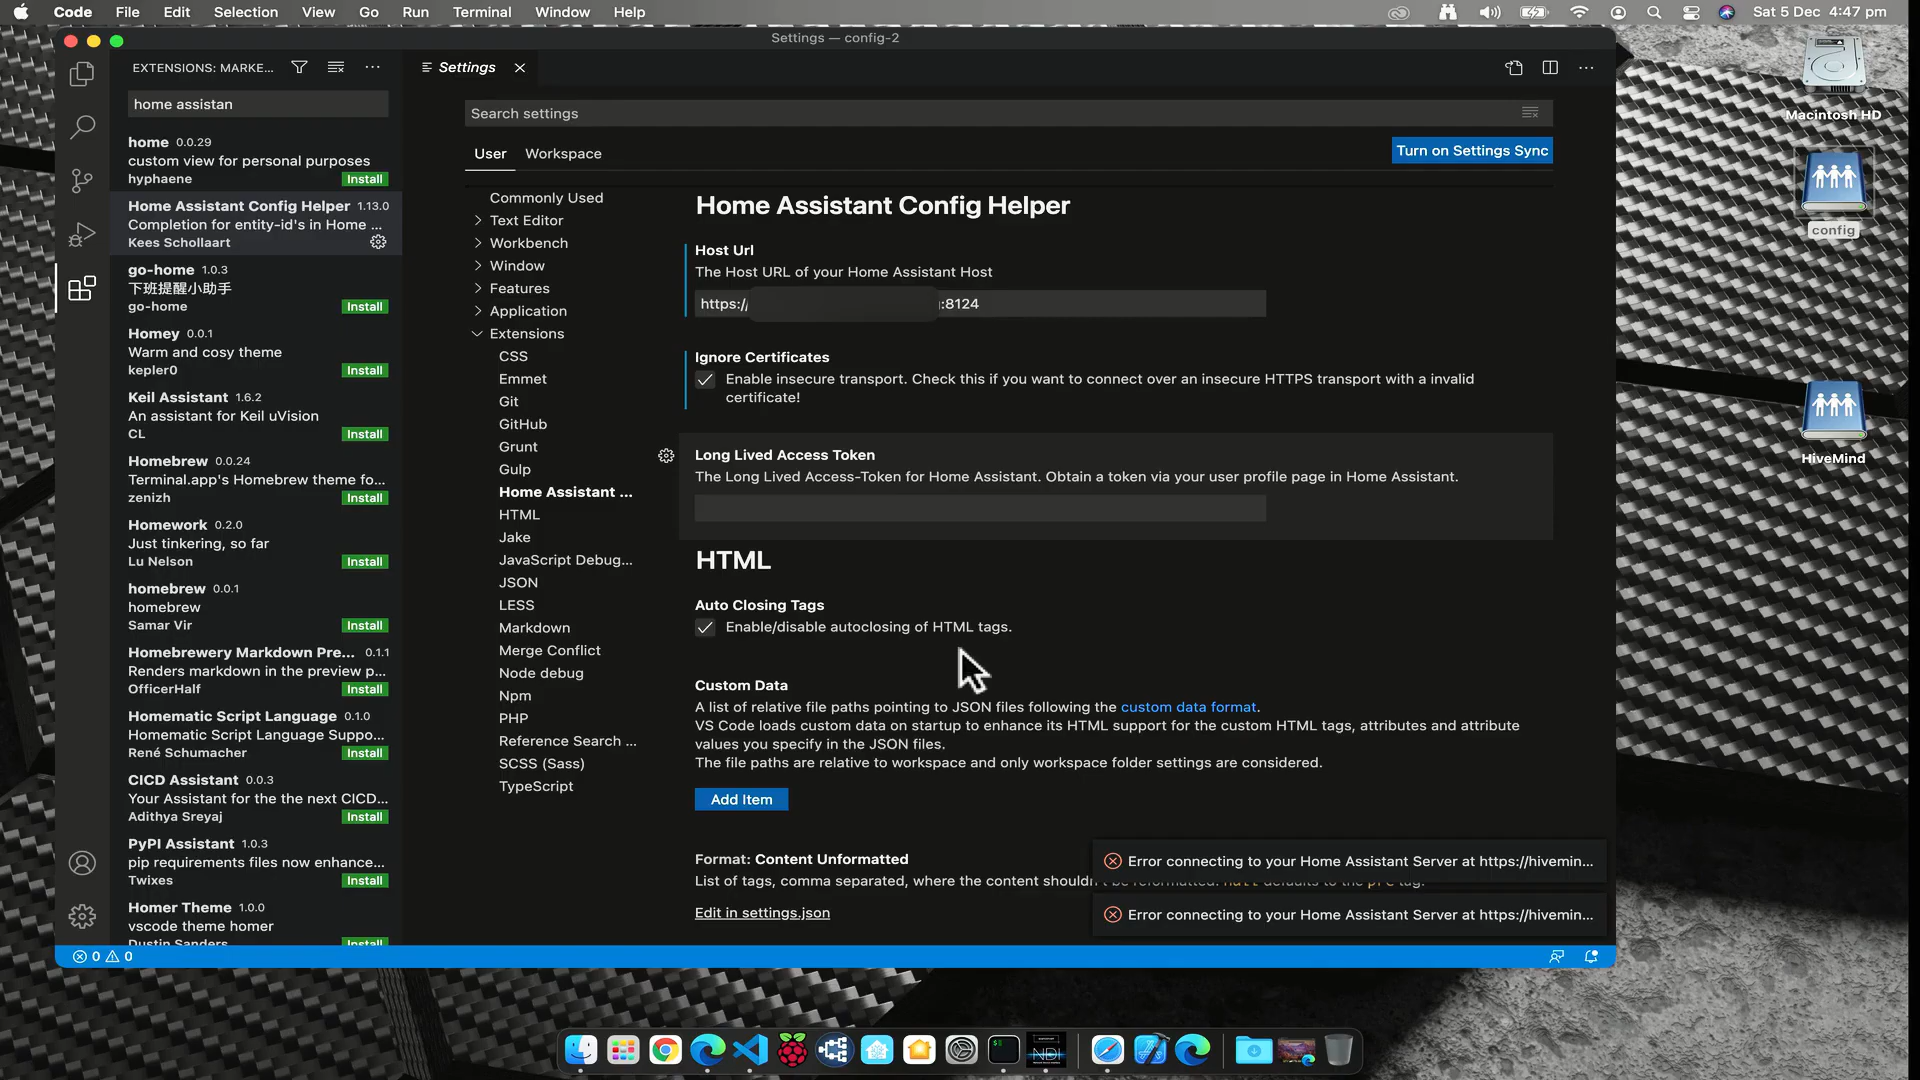 Code File Edit Selection View Go Run Terminal Window Help
Sat 5 Dec 4:47 pm
Settings — config-2
EXTENSIONS: MARKE...
home assistan
home 0.0.29
custom view for personal purposes
hyphaene
Install
Home Assistant Config Helper 1.13.0
Completion for entity-id's in Home ...
Kees Schollaart
go-home 1.0.3
下班提醒小助手
go-home
Install
Homey 0.0.1
Warm and cosy theme
kepler0
Install
Keil Assistant 1.6.2
An assistant for Keil uVision
CL
Install
Homebrew 0.0.24
Terminal.app's Homebrew theme fo...
zenizh
Install
Homework 0.2.0
Just tinkering, so far
Lu Nelson
Install
homebrew 0.0.1
homebrew
Samar Vir
Install
Homebrewery Markdown Pre... 0.1.1
Renders markdown in the preview p...
OfficerHalf
Install
Homematic Script Language 0.1.0
Homematic Script Language Suppo...
René Schumacher
Install
CICD Assistant 0.0.3
Your Assistant for the the next CICD...
Adithya Sreyaj
Install
PyPI Assistant 1.0.3
pip requirements files now enhance...
Twixes
Install
Homer Theme 1.0.0
vscode theme homer
Dustin Sanders
Install
Settings
Search settings
User Workspace
Turn on Settings Sync
Commonly Used
Text Editor
Workbench
Window
Features
Application
Extensions
CSS
Emmet
Git
GitHub
Grunt
Gulp
Home Assistant ...
HTML
Jake
JavaScript Debug...
JSON
LESS
Markdown
Merge Conflict
Node debug
Npm
PHP
Reference Search ...
SCSS (Sass)
TypeScript
Home Assistant Config Helper
Host Url
The Host URL of your Home Assistant Host
https:// :8124
Ignore Certificates
Enable insecure transport. Check this if you want to connect over an insecure HTTPS transport with a invalid
certificate!
Long Lived Access Token
The Long Lived Access-Token for Home Assistant. Obtain a token via your user profile page in Home Assistant.
HTML
Auto Closing Tags
Enable/disable autoclosing of HTML tags.
Custom Data
A list of relative file paths pointing to JSON files following the custom data format.
VS Code loads custom data on startup to enhance its HTML support for the custom HTML tags, attributes and attribute
values you specify in the JSON files.
The file paths are relative to workspace and only workspace folder settings are considered.
Add Item
Format: Content Unformatted
List of tags, comma separated, where the content shouldn't be reformatted. null defaults to the pre tag.
Edit in settings.json
Error connecting to your Home Assistant Server at https://hivemin...
Error connecting to your Home Assistant Server at https://hivemin...
0 0
Macintosh HD
config
HiveMind
NDI